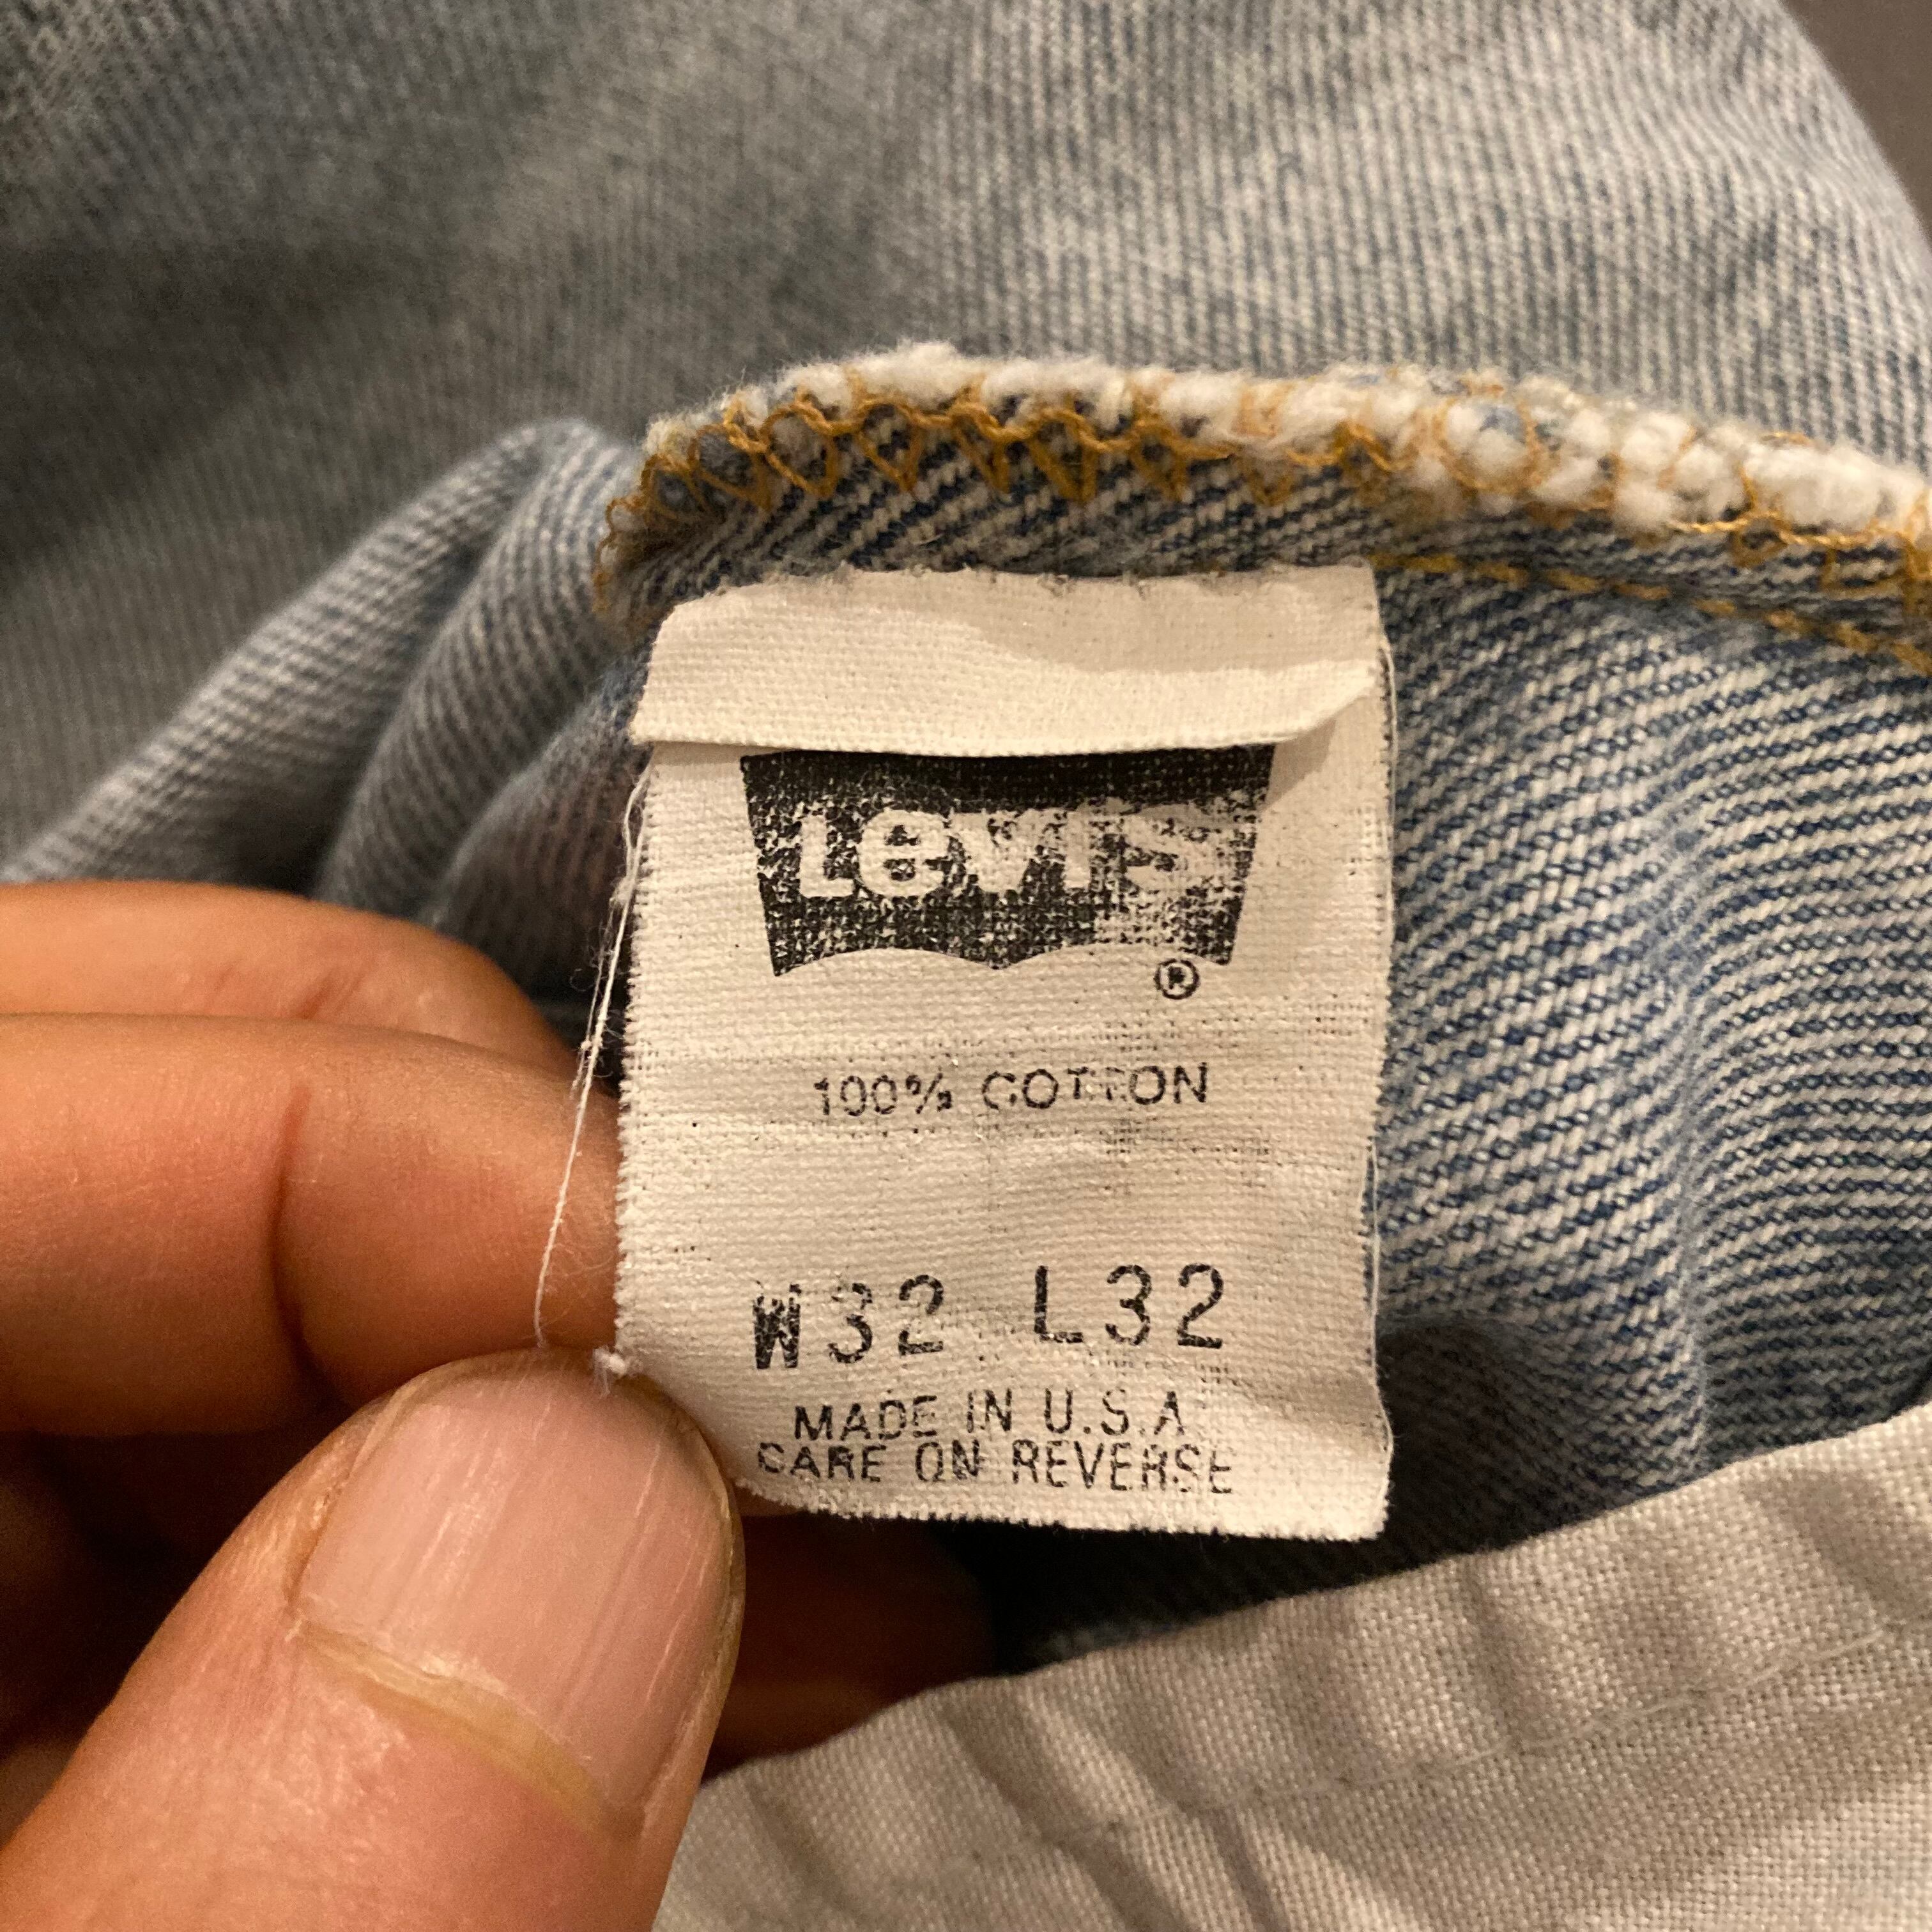 Levi's
®
100% COTTON
W32 L32
MADE IN U.S.A.
CARE ON REVERSE